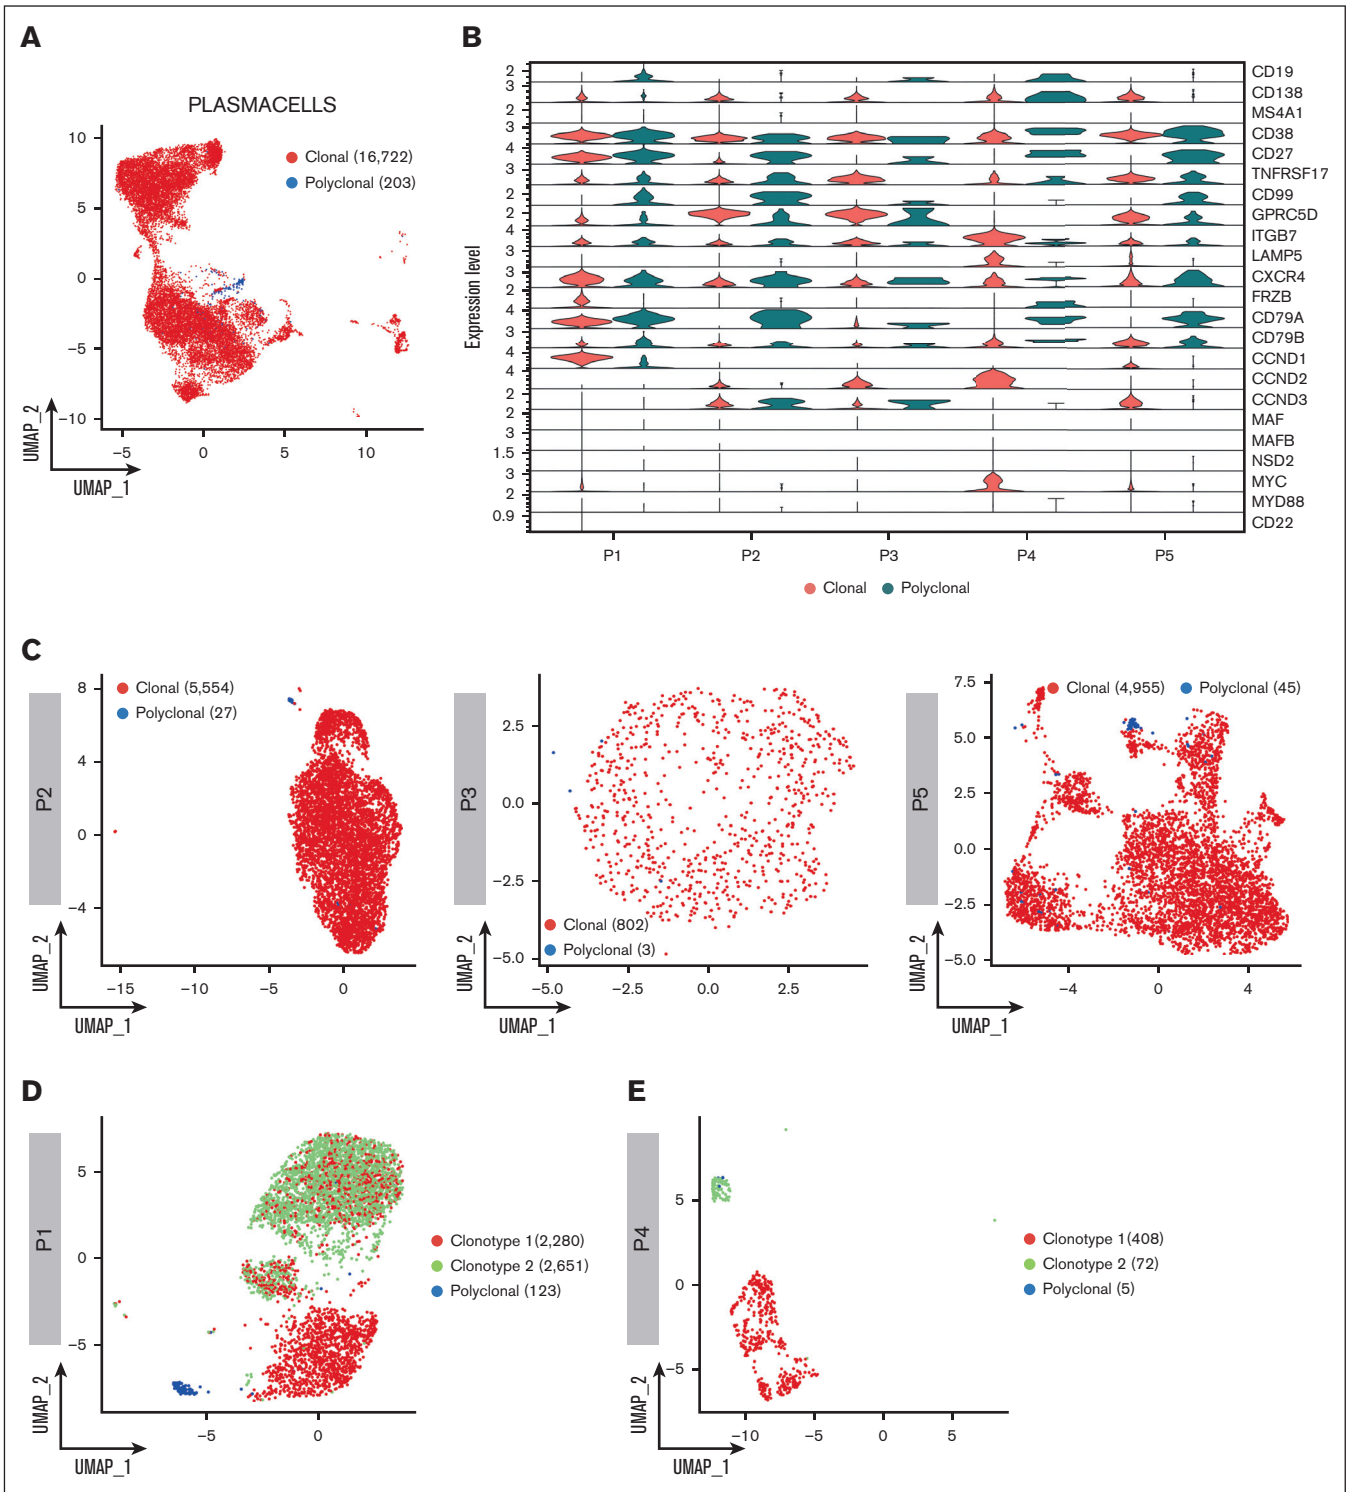 A
PLASMACELLS
10
5
0
−5
−10
−5
0
5
10
Clonal (16,722)
Polyclonal (203)
UMAP_2
UMAP_1
B
Expression level
2
3
2
3
4
3
2
2
4
3
3
2
4
3
4
4
2
2
3
1.5
3
2
0.9
CD19
CD138
MS4A1
CD38
CD27
TNFRSF17
CD99
GPRC5D
ITGB7
LAMP5
CXCR4
FRZB
CD79A
CD79B
CCND1
CCND2
CCND3
MAF
MAFB
NSD2
MYC
MYD88
CD22
P1
P2
P3
P4
P5
Clonal
Polyclonal
C
P2
8
4
0
−4
−15
−10
−5
0
Clonal (5,554)
Polyclonal (27)
UMAP_2
UMAP_1
P3
2.5
0.0
−2.5
−5.0
−5.0
−2.5
0.0
2.5
Clonal (802)
Polyclonal (3)
UMAP_2
UMAP_1
P5
7.5
5.0
2.5
0.0
−2.5
−5.0
−4
0
4
Clonal (4,955)
Polyclonal (45)
UMAP_2
UMAP_1
D
P1
5
0
−5
−5
0
Clonotype 1(2,280)
Clonotype 2 (2,651)
Polyclonal (123)
UMAP_2
UMAP_1
E
P4
5
0
−5
−10
−5
0
5
Clonotype 1(408)
Clonotype 2 (72)
Polyclonal (5)
UMAP_2
UMAP_1